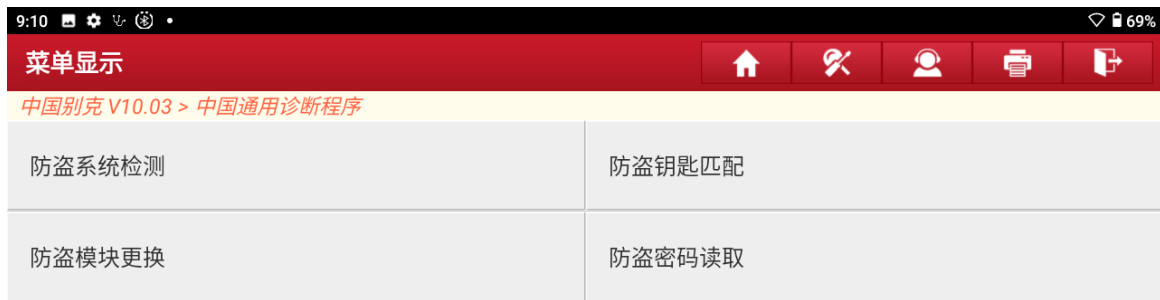 9:10 69%
菜单显示
中国别克 V10.03 > 中国通用诊断程序
防盗系统检测 防盗钥匙匹配
防盗模块更换 防盗密码读取